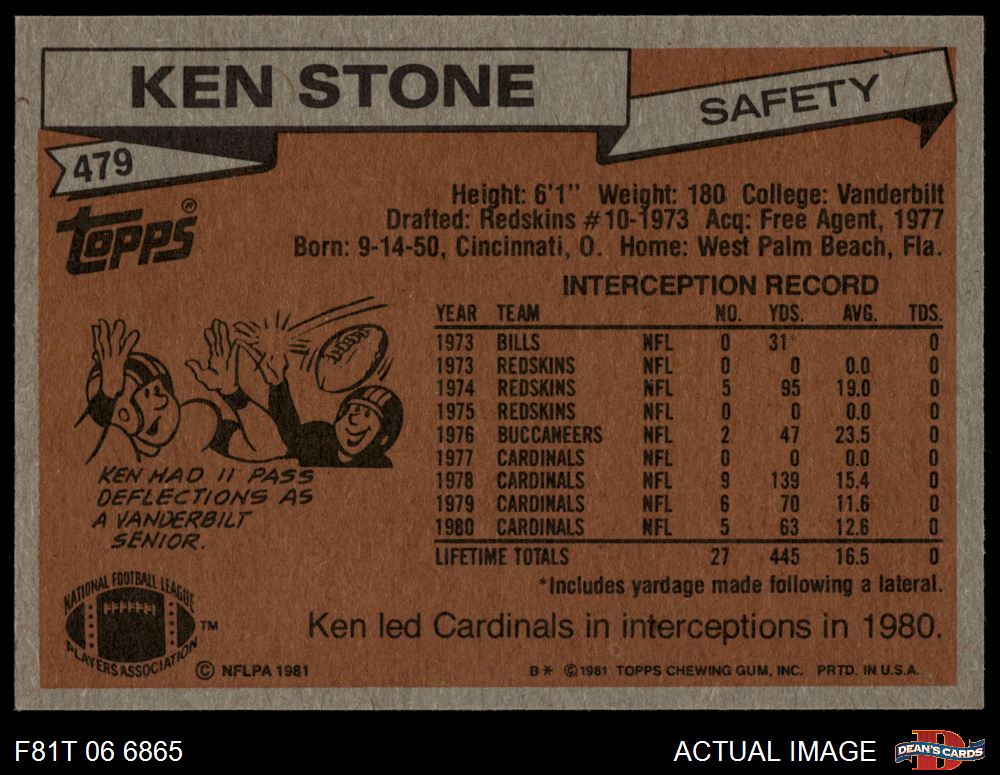 KEN STONE
SAFETY
479
Topps®
Height: 6'1" Weight: 180 College: Vanderbilt
Drafted: Redskins #10-1973 Acq: Free Agent, 1977
Born: 9-14-50, Cincinnati, O. Home: West Palm Beach, Fla.
INTERCEPTION RECORD
YEAR TEAM NO. YDS. AVG. TDS.
1973 BILLS NFL 0 31* 0
1973 REDSKINS NFL 0 0 0.0 0
1974 REDSKINS NFL 5 95 19.0 0
1975 REDSKINS NFL 0 0 0.0 0
1976 BUCCANEERS NFL 2 47 23.5 0
1977 CARDINALS NFL 0 0 0.0 0
1978 CARDINALS NFL 9 139 15.4 0
1979 CARDINALS NFL 6 70 11.6 0
1980 CARDINALS NFL 5 63 12.6 0
LIFETIME TOTALS 27 445 16.5 0
*Includes yardage made following a lateral.
KEN HAD 11 PASS
DEFLECTIONS AS
A VANDERBILT
SENIOR.
Ken led Cardinals in interceptions in 1980.
NATIONAL FOOTBALL LEAGUE
PLAYERS ASSOCIATION
TM
© NFLPA 1981
B* © 1981 TOPPS CHEWING GUM, INC. PRTD. IN U.S.A.
F81T 06 6865
ACTUAL IMAGE
D
DEAN'S CARDS